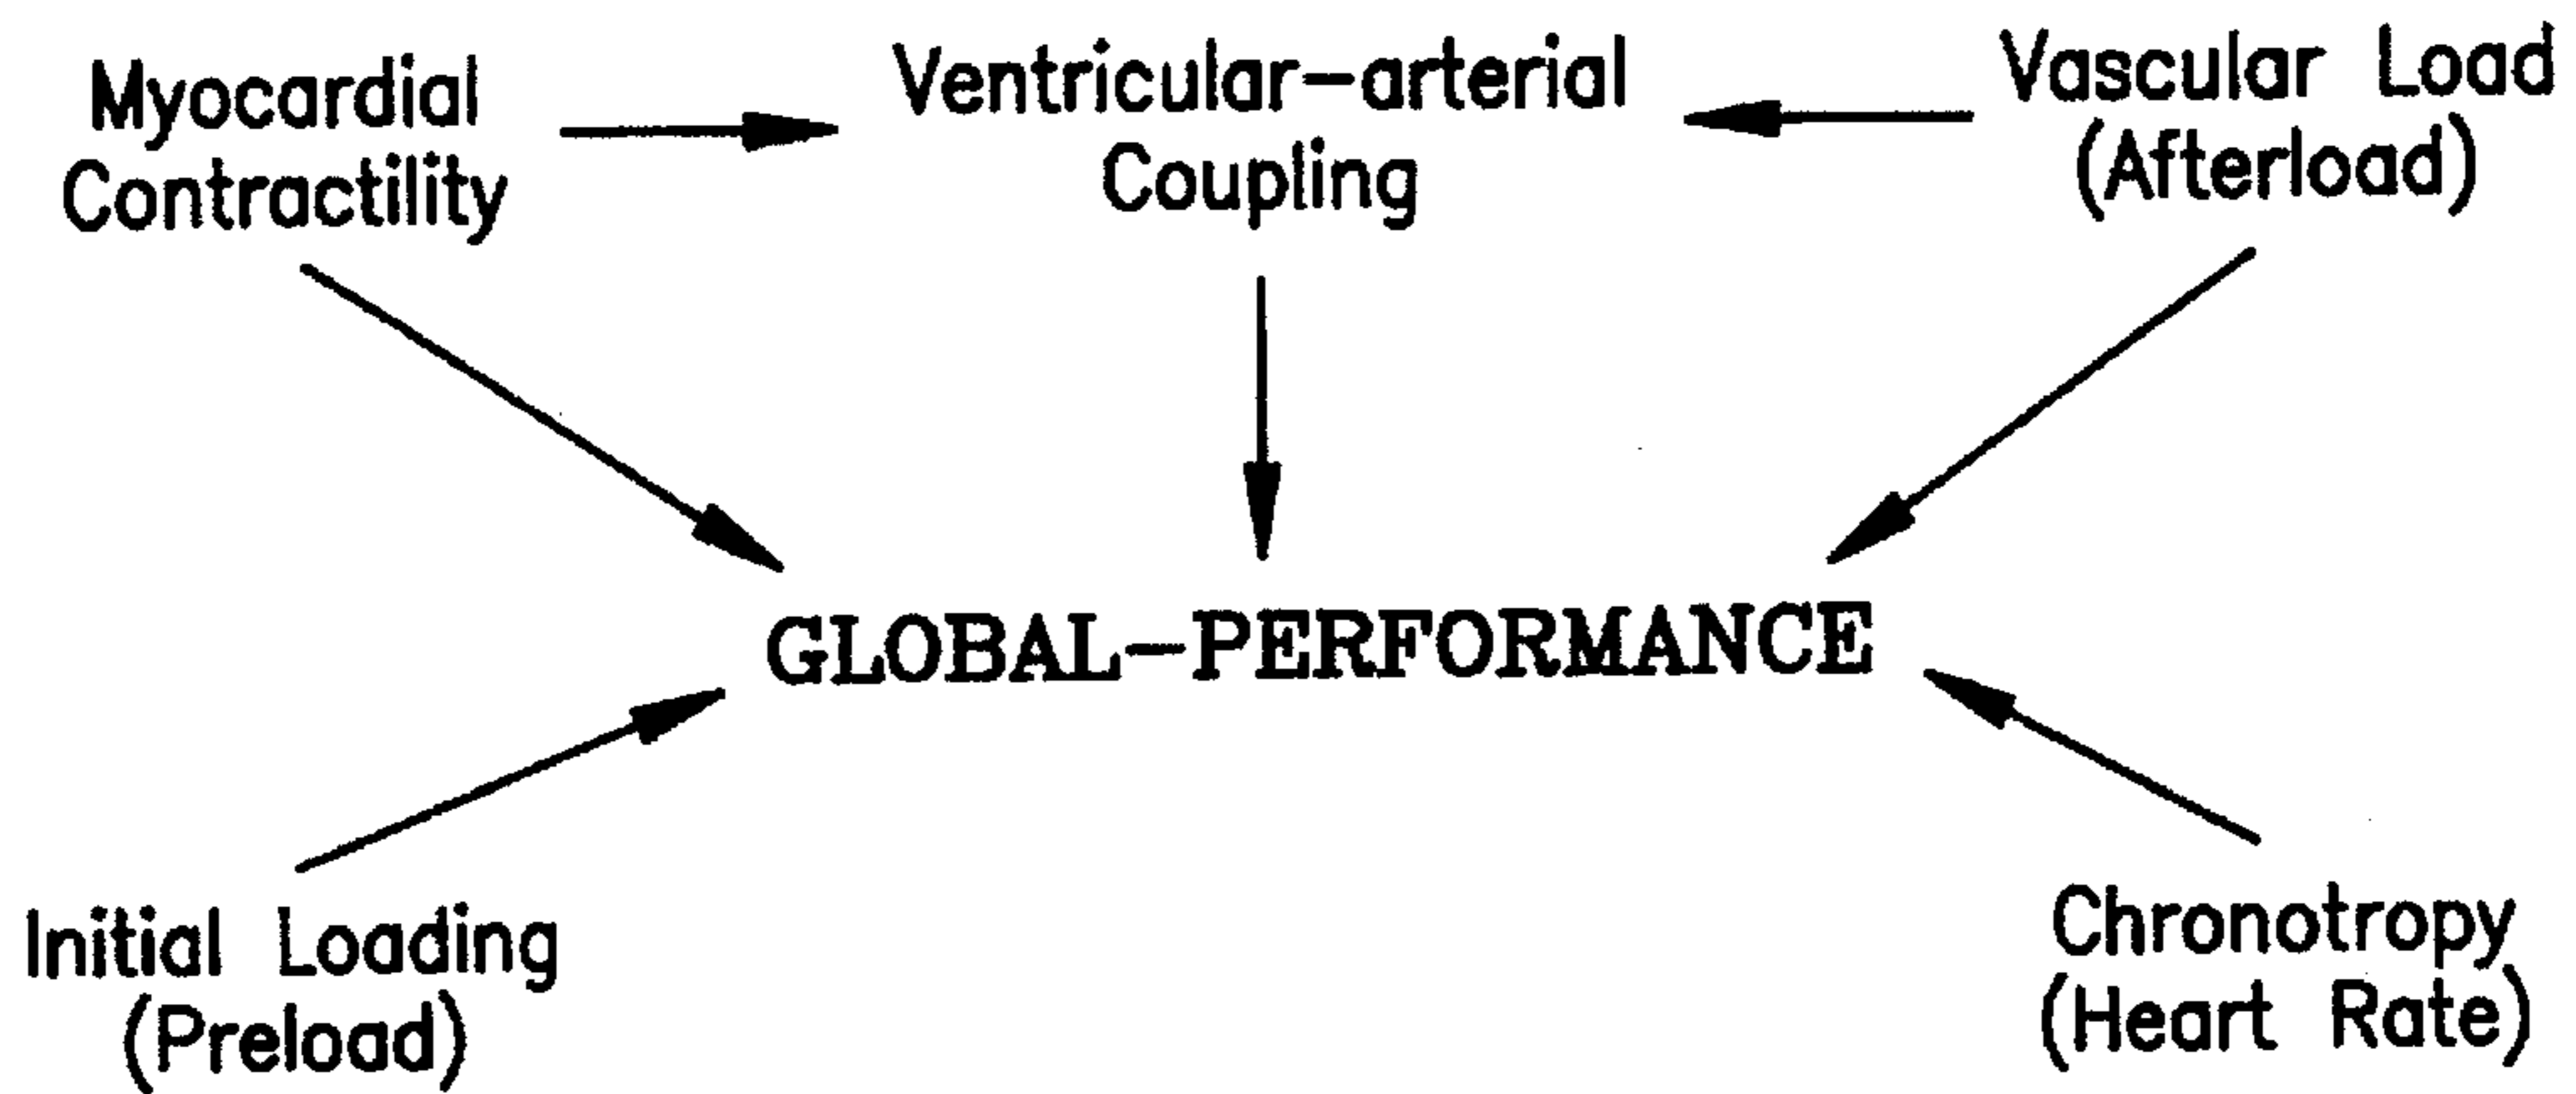 Myocardial
Contractility
Ventricular-arterial
Coupling
Vascular Load
(Afterload)
GLOBAL-PERFORMANCE
Initial Loading
(Preload)
Chronotropy
(Heart Rate)